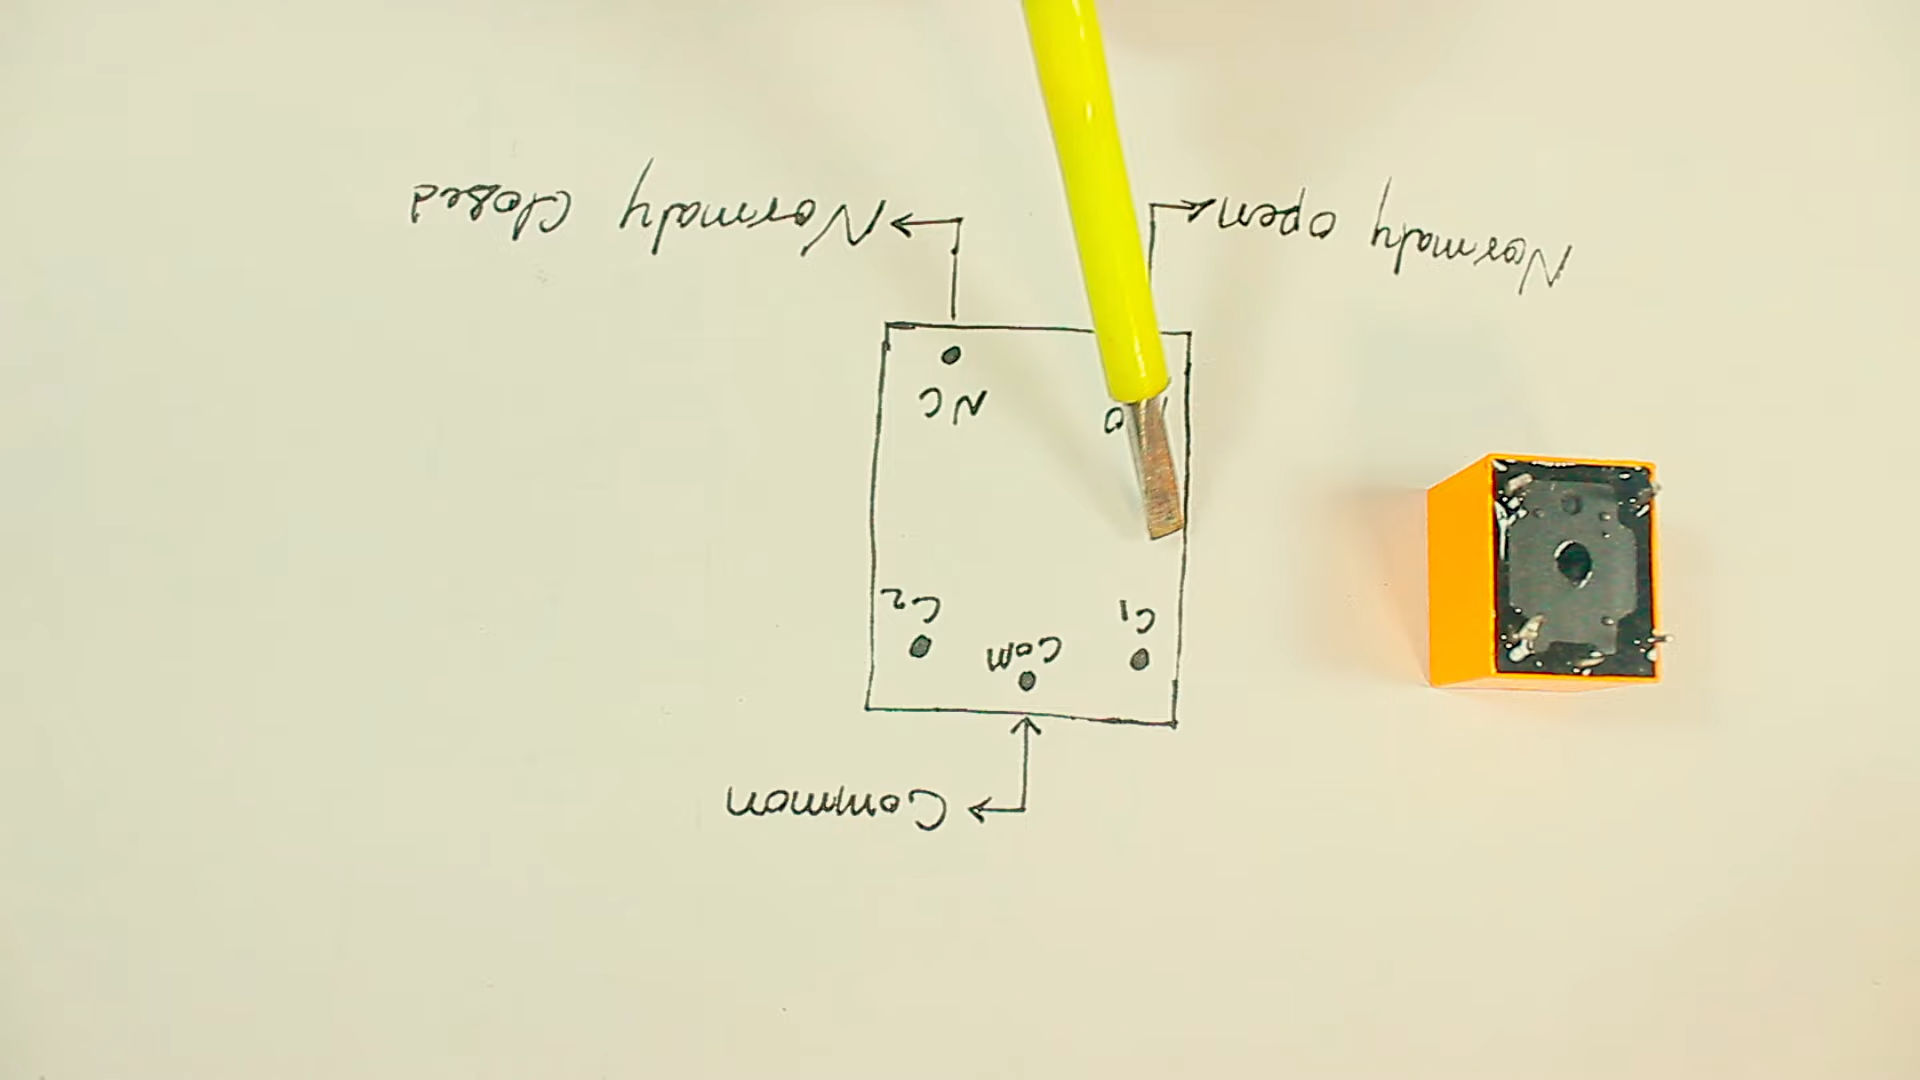 Common
C1 COM C2
NC
Normaly open
Normaly Closed